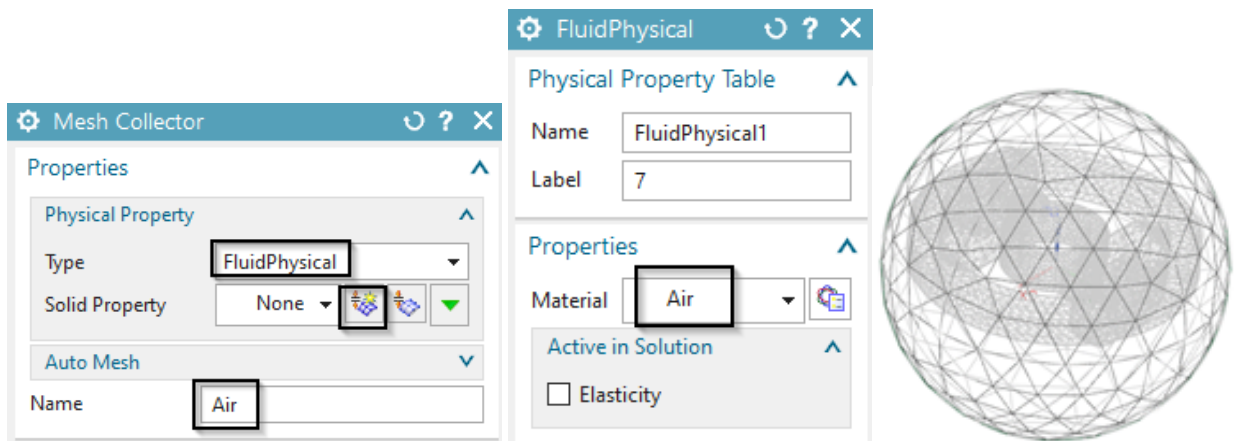 Mesh Collector ?
Properties
Physical Property
Type FluidPhysical
Solid Property None
Auto Mesh
Name Air
FluidPhysical ?
Physical Property Table
Name FluidPhysical1
Label 7
Properties
Material Air
Active in Solution
Elasticity